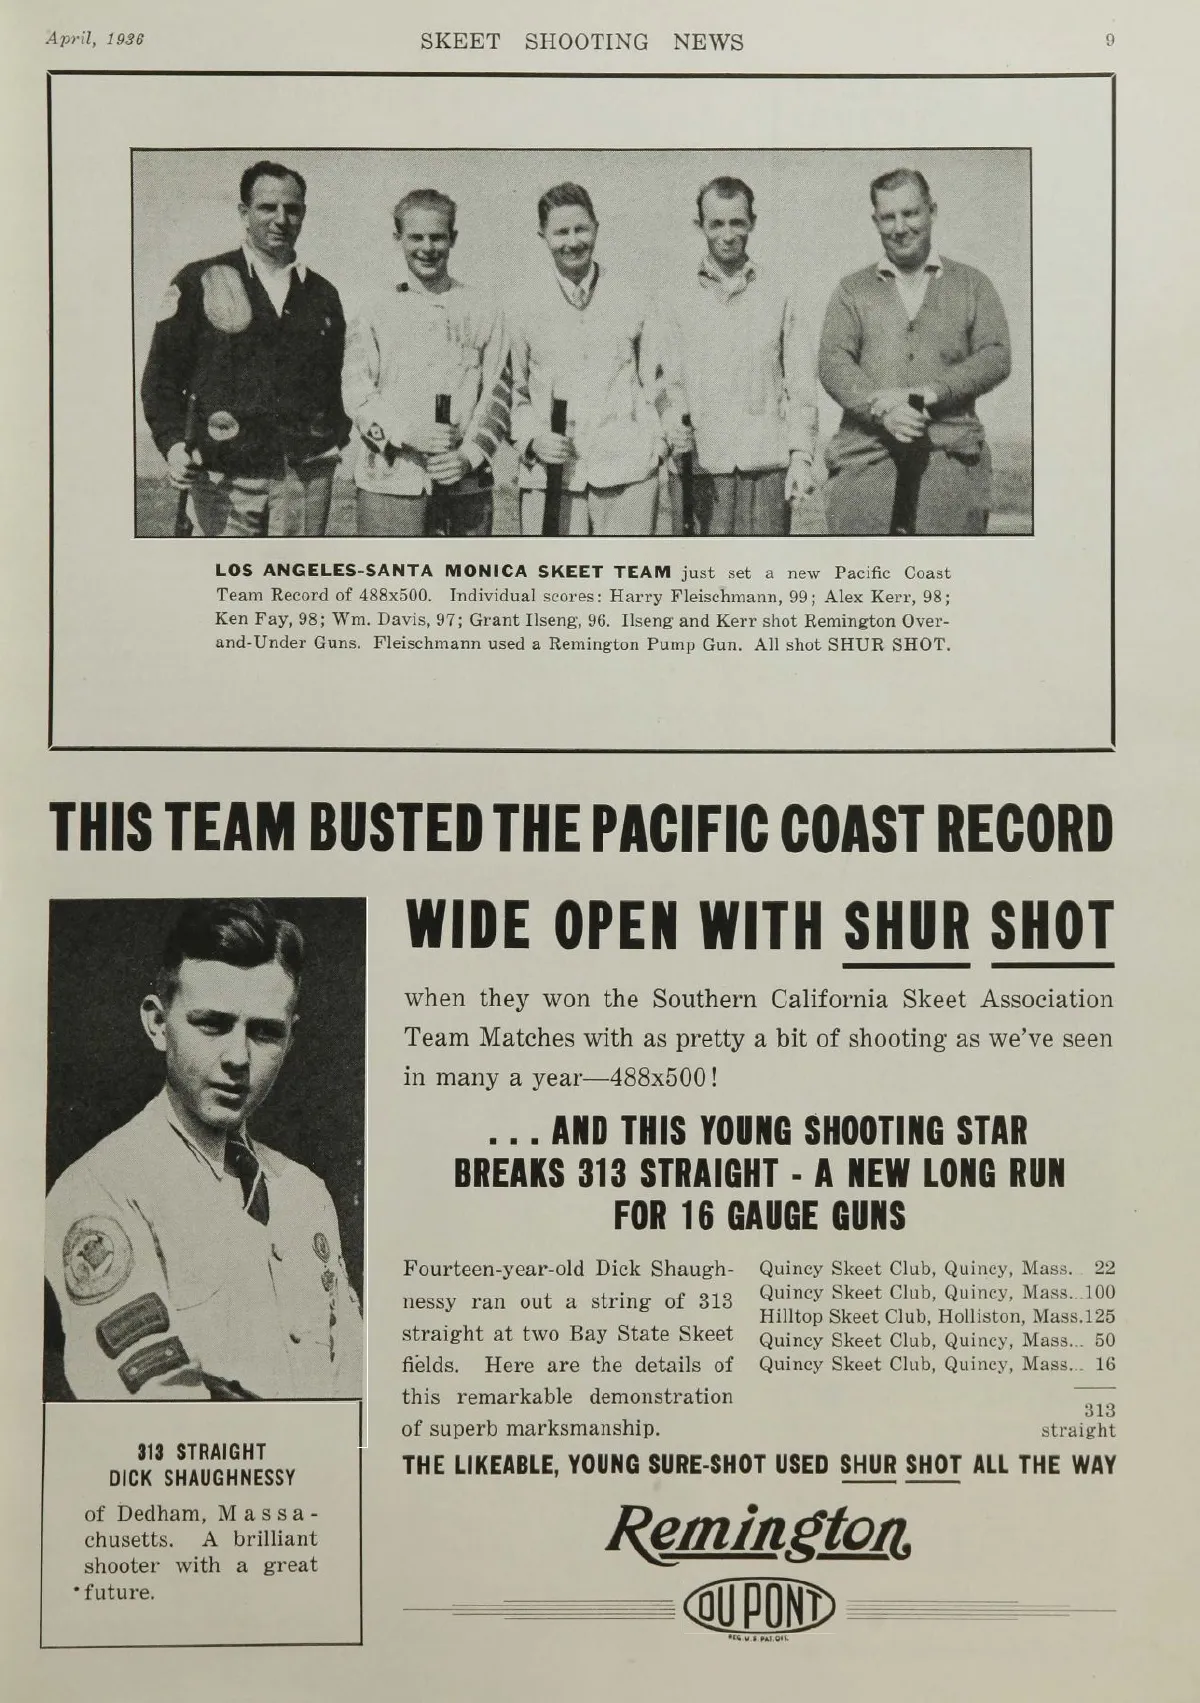 April, 1936
SKEET SHOOTING NEWS
9
LOS ANGELES-SANTA MONICA SKEET TEAM just set a new Pacific Coast
Team Record of 488x500. Individual scores: Harry Fleischmann, 99; Alex Kerr, 98;
Ken Fay, 98; Wm. Davis, 97; Grant Ilseng, 96. Ilseng and Kerr shot Remington Over-
and-Under Guns. Fleischmann used a Remington Pump Gun. All shot SHUR SHOT.
THIS TEAM BUSTED THE PACIFIC COAST RECORD
WIDE OPEN WITH SHUR SHOT
when they won the Southern California Skeet Association
Team Matches with as pretty a bit of shooting as we've seen
in many a year—488x500!
... AND THIS YOUNG SHOOTING STAR
BREAKS 313 STRAIGHT - A NEW LONG RUN
FOR 16 GAUGE GUNS
Fourteen-year-old Dick Shaugh-
nessy ran out a string of 313
straight at two Bay State Skeet
fields. Here are the details of
this remarkable demonstration
of superb marksmanship.
Quincy Skeet Club, Quincy, Mass. 22
Quincy Skeet Club, Quincy, Mass...100
Hilltop Skeet Club, Holliston, Mass.125
Quincy Skeet Club, Quincy, Mass... 50
Quincy Skeet Club, Quincy, Mass... 16
313
straight
THE LIKEABLE, YOUNG SURE-SHOT USED SHUR SHOT ALL THE WAY
313 STRAIGHT
DICK SHAUGHNESSY
of Dedham, Massa-
chusetts. A brilliant
shooter with a great
future.
Remington
DU PONT
REG. U.S. PAT. OFF.